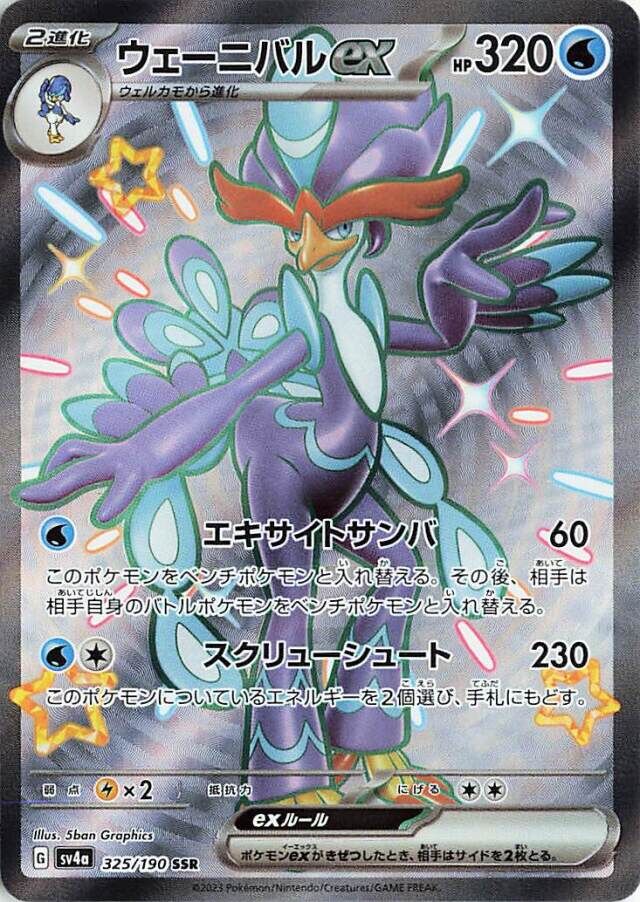 2進化
ウェーニバルex HP320
ウェルカモから進化
エキサイトサンバ 60
このポケモンをベンチポケモンと入れ替える。その後、相手は
相手自身のバトルポケモンをベンチポケモンと入れ替える。
スクリューシュート 230
このポケモンについているエネルギーを2個選び、手札にもどす。
弱点 ×2 抵抗力 にげる
exルール
ポケモンexがきぜつしたとき、相手はサイドを2枚とる。
Illus. 5ban Graphics
G sv4a 325/190 SSR
©2023 Pokémon/Nintendo/Creatures/GAME FREAK.